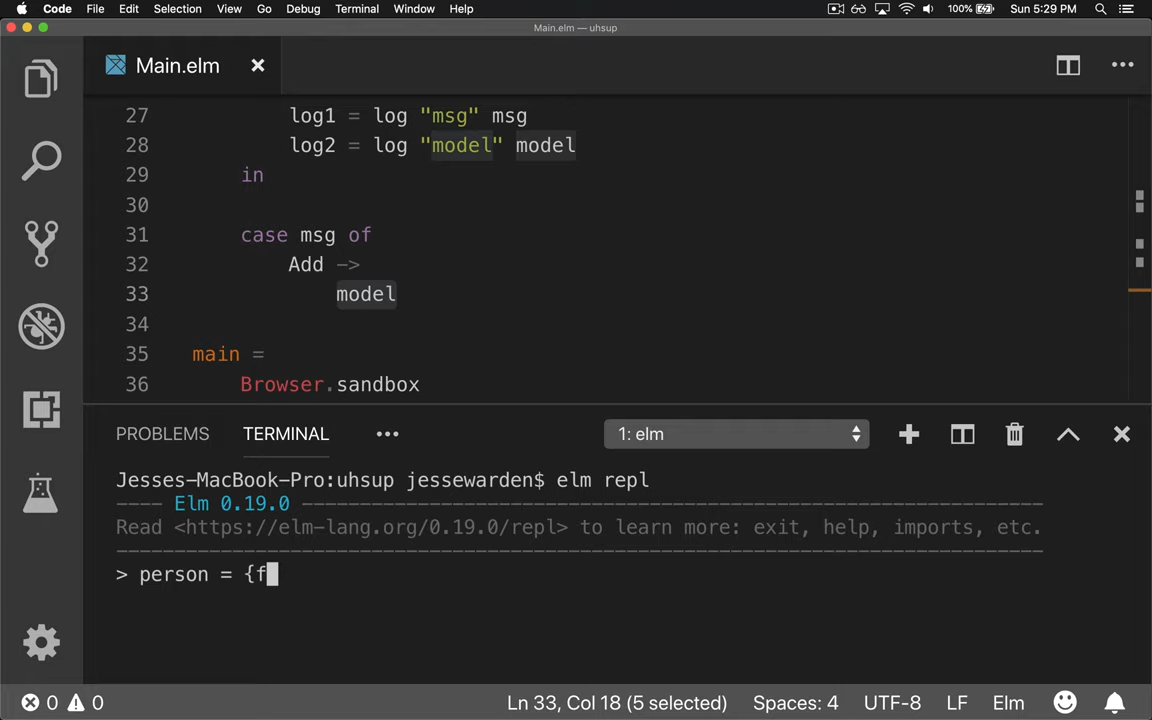 Code File Edit Selection View Go Debug Terminal Window Help 100% Sun 5:29 PM
Main.elm — uhsup
Main.elm
27 log1 = log "msg" msg
28 log2 = log "model" model
29 in
30
31 case msg of
32 Add ->
33 model
34
35 main =
36 Browser.sandbox
PROBLEMS TERMINAL 1: elm
Jesses-MacBook-Pro:uhsup jessewarden$ elm repl
---- Elm 0.19.0 ----------------------------------------------------------------
Read <https://elm-lang.org/0.19.0/repl> to learn more: exit, help, imports, etc.
--------------------------------------------------------------------------------
> person = {f
0 0 Ln 33, Col 18 (5 selected) Spaces: 4 UTF-8 LF Elm